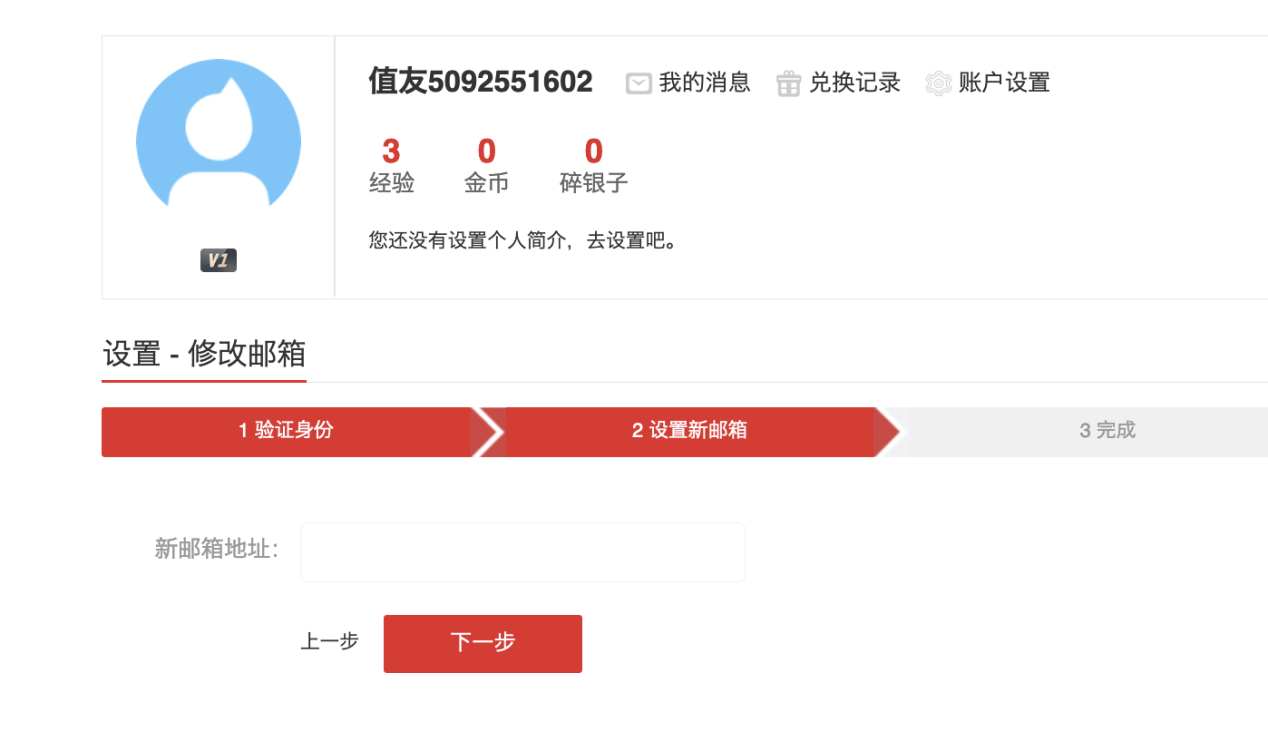 值友5092551602 我的消息 兑换记录 账户设置
3 0 0
经验 金币 碎银子
您还没有设置个人简介，去设置吧。
V1
设置 - 修改邮箱
1 验证身份 2 设置新邮箱 3 完成
新邮箱地址：
上一步 下一步